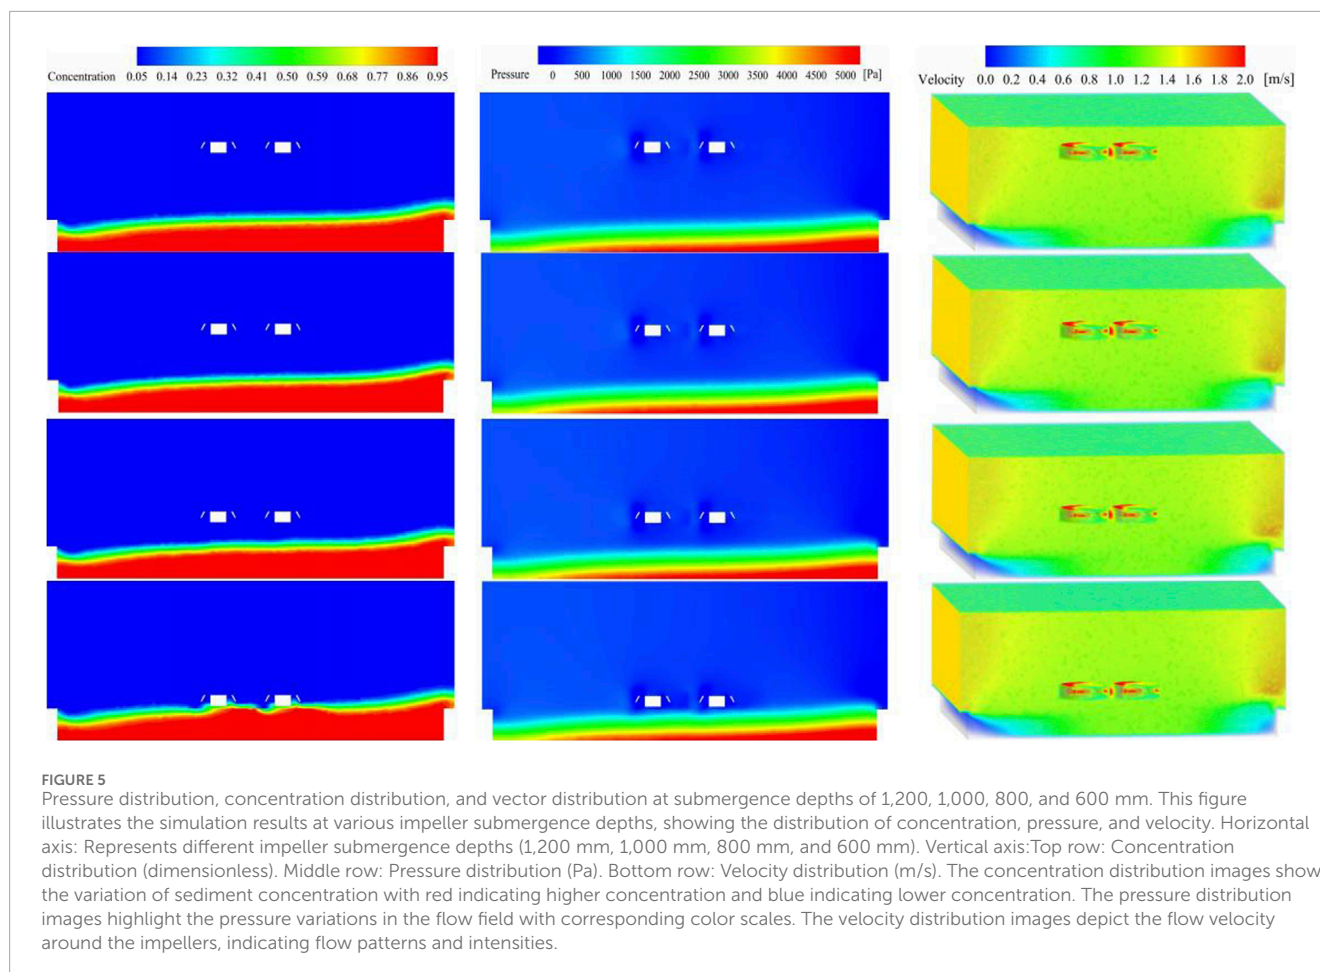 Concentration 0.05 0.14 0.23 0.32 0.41 0.50 0.59 0.68 0.77 0.86 0.95
Pressure 0 500 1000 1500 2000 2500 3000 3500 4000 4500 5000 [Pa]
Velocity 0.0 0.2 0.4 0.6 0.8 1.0 1.2 1.4 1.6 1.8 2.0 [m/s]
FIGURE 5
Pressure distribution, concentration distribution, and vector distribution at submergence depths of 1,200, 1,000, 800, and 600 mm. This figure
illustrates the simulation results at various impeller submergence depths, showing the distribution of concentration, pressure, and velocity. Horizontal
axis: Represents different impeller submergence depths (1,200 mm, 1,000 mm, 800 mm, and 600 mm). Vertical axis:Top row: Concentration
distribution (dimensionless). Middle row: Pressure distribution (Pa). Bottom row: Velocity distribution (m/s). The concentration distribution images show
the variation of sediment concentration with red indicating higher concentration and blue indicating lower concentration. The pressure distribution
images highlight the pressure variations in the flow field with corresponding color scales. The velocity distribution images depict the flow velocity
around the impellers, indicating flow patterns and intensities.